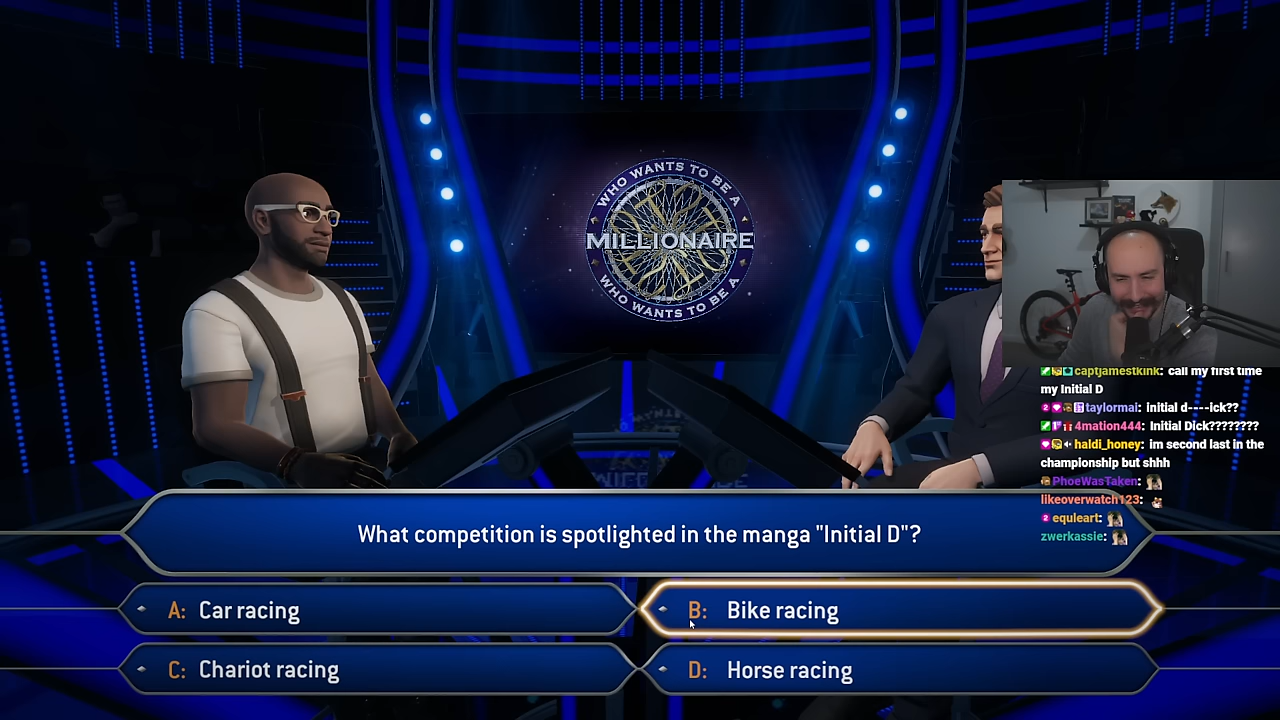 WHO WANTS TO BE A
MILLIONAIRE
WHO WANTS TO BE A
captjamestkink: call my first time
my Initial D
taylormai: initial d----ick??
4mation444: Initial Dick????????
haldi_honey: im second last in the
championship but shhh
PhoeWasTaken:
likeoverwatch123:
equleart:
zwerkassie:
What competition is spotlighted in the manga "Initial D"?
A: Car racing
B: Bike racing
C: Chariot racing
D: Horse racing